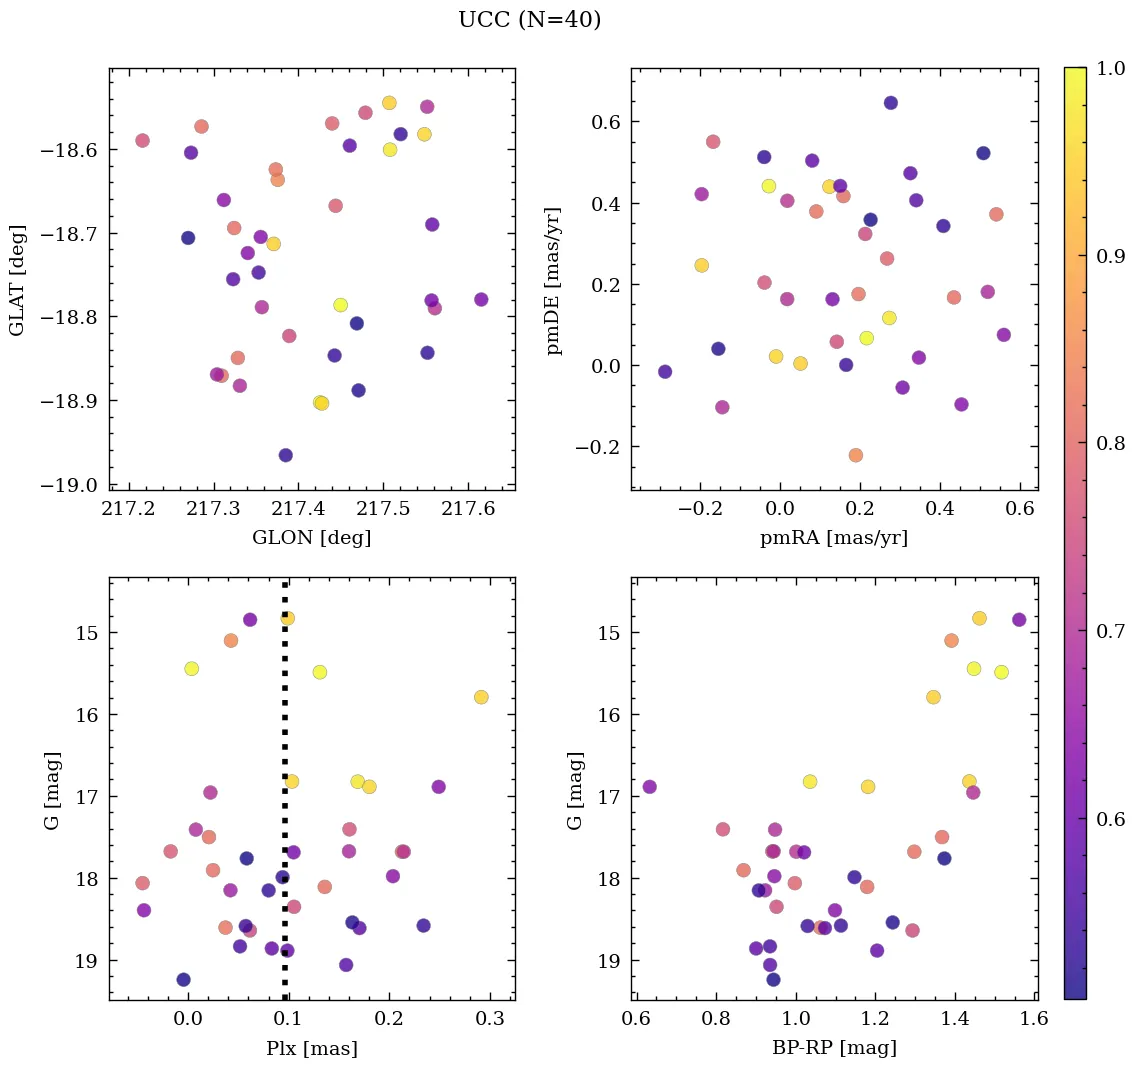 UCC (N=40)
−18.6
−18.7
−18.8
−18.9
−19.0
GLAT [deg]
217.2 217.3 217.4 217.5 217.6
GLON [deg]
0.6
0.4
0.2
0.0
−0.2
pmDE [mas/yr]
−0.2 0.0 0.2 0.4 0.6
pmRA [mas/yr]
15
16
17
18
19
G [mag]
0.0 0.1 0.2 0.3
Plx [mas]
15
16
17
18
19
G [mag]
0.6 0.8 1.0 1.2 1.4 1.6
BP-RP [mag]
1.0
0.9
0.8
0.7
0.6